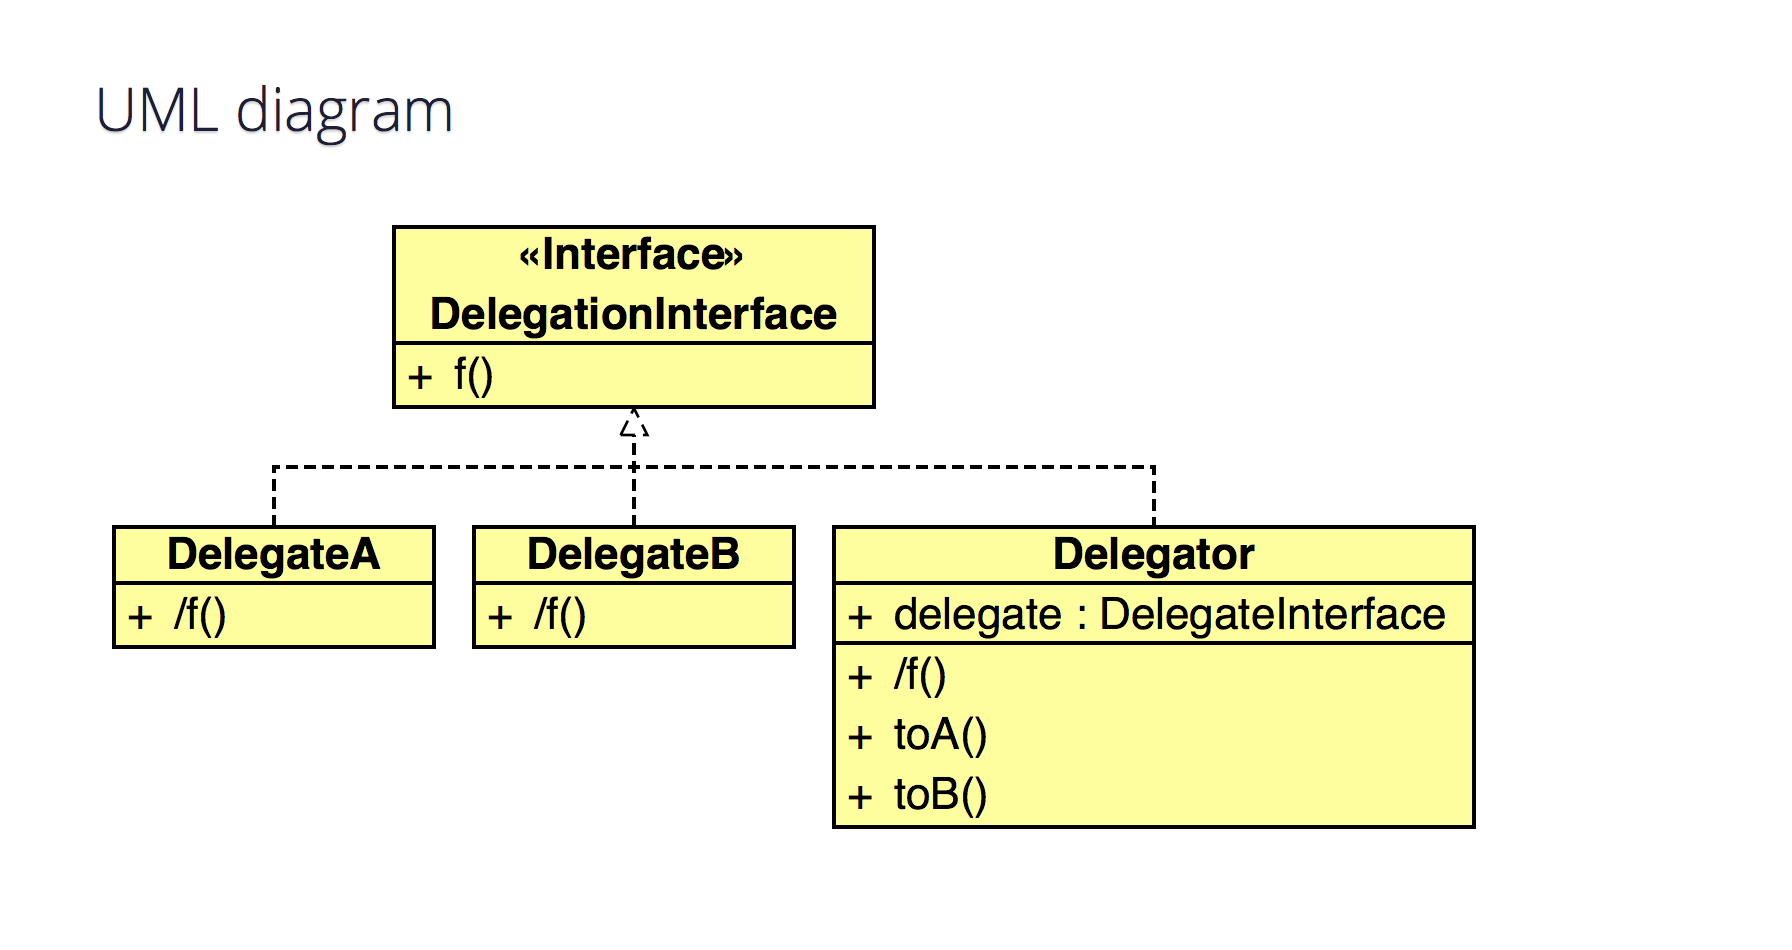 UML diagram
«Interface»
DelegationInterface
+ f()
DelegateA
+ /f()
DelegateB
+ /f()
Delegator
+ delegate : DelegateInterface
+ /f()
+ toA()
+ toB()